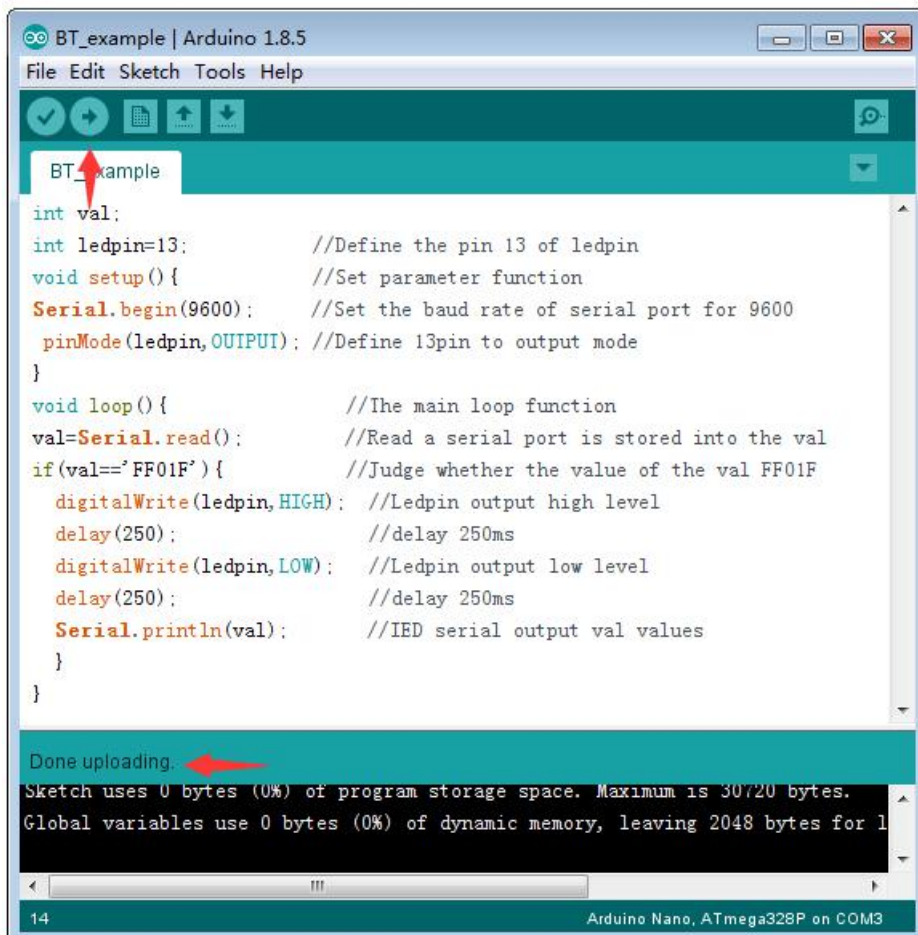 BT_example | Arduino 1.8.5
File Edit Sketch Tools Help
BT_example
int val;
int ledpin=13; //Define the pin 13 of ledpin
void setup(){ //Set parameter function
Serial.begin(9600); //Set the baud rate of serial port for 9600
pinMode(ledpin,OUTPUT); //Define 13pin to output mode
}
void loop(){ //The main loop function
val=Serial.read(); //Read a serial port is stored into the val
if(val=='FF01F'){ //Judge whether the value of the val FF01F
digitalWrite(ledpin,HIGH); //Ledpin output high level
delay(250); //delay 250ms
digitalWrite(ledpin,LOW); //Ledpin output low level
delay(250); //delay 250ms
Serial.println(val); //IED serial output val values
}
}
Done uploading.
Sketch uses 0 bytes (0%) of program storage space. Maximum is 30720 bytes.
Global variables use 0 bytes (0%) of dynamic memory, leaving 2048 bytes for l
14 Arduino Nano, ATmega328P on COM3